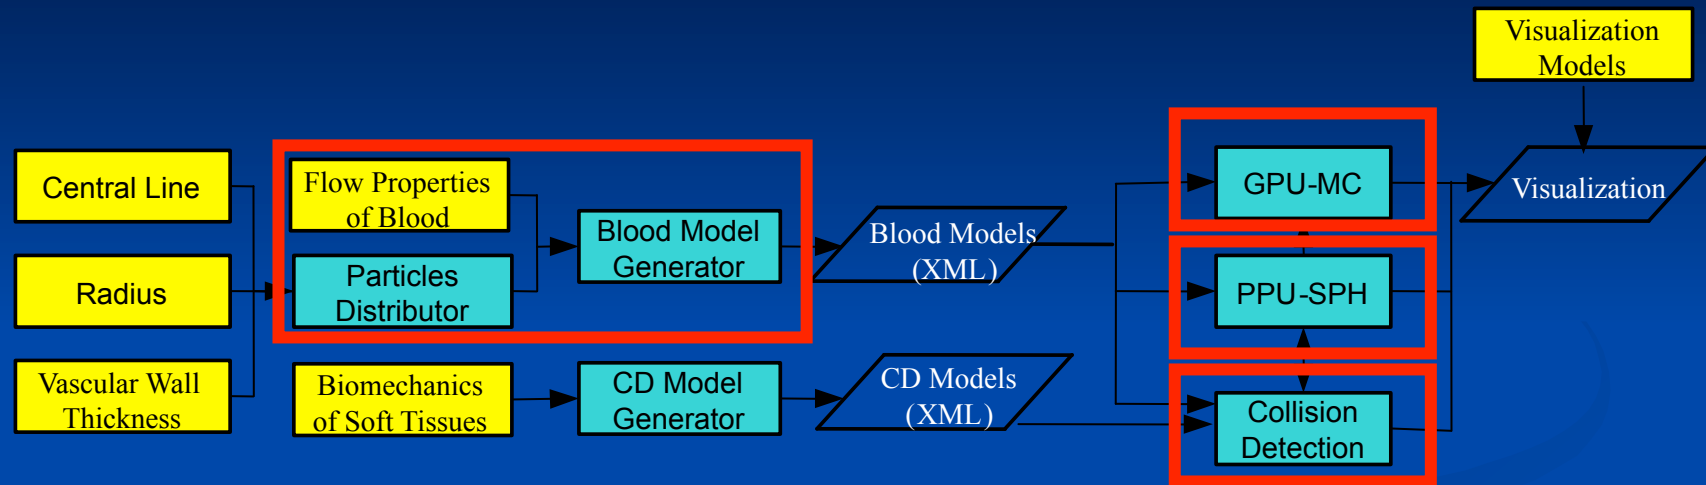 Visualization
Models
Central Line
Flow Properties
of Blood
GPU-MC
Visualization
Blood Model
Generator
Blood Models
(XML)
Radius
Particles
Distributor
PPU-SPH
Vascular Wall
Thickness
Biomechanics
of Soft Tissues
CD Model
Generator
CD Models
(XML)
Collision
Detection